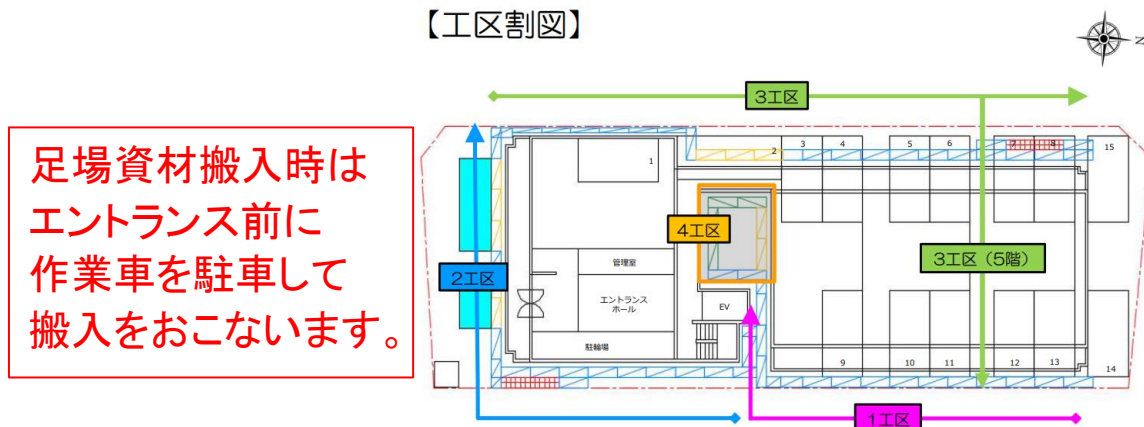 【工区割図】
N
足場資材搬入時は
エントランス前に
作業車を駐車して
搬入をおこないます。
3工区
1
2
3
4
5
6
7
8
15
4工区
3工区（5階）
2工区
管理室
エントランス
ホール
EV
駐輪場
9
10
11
12
13
14
1工区